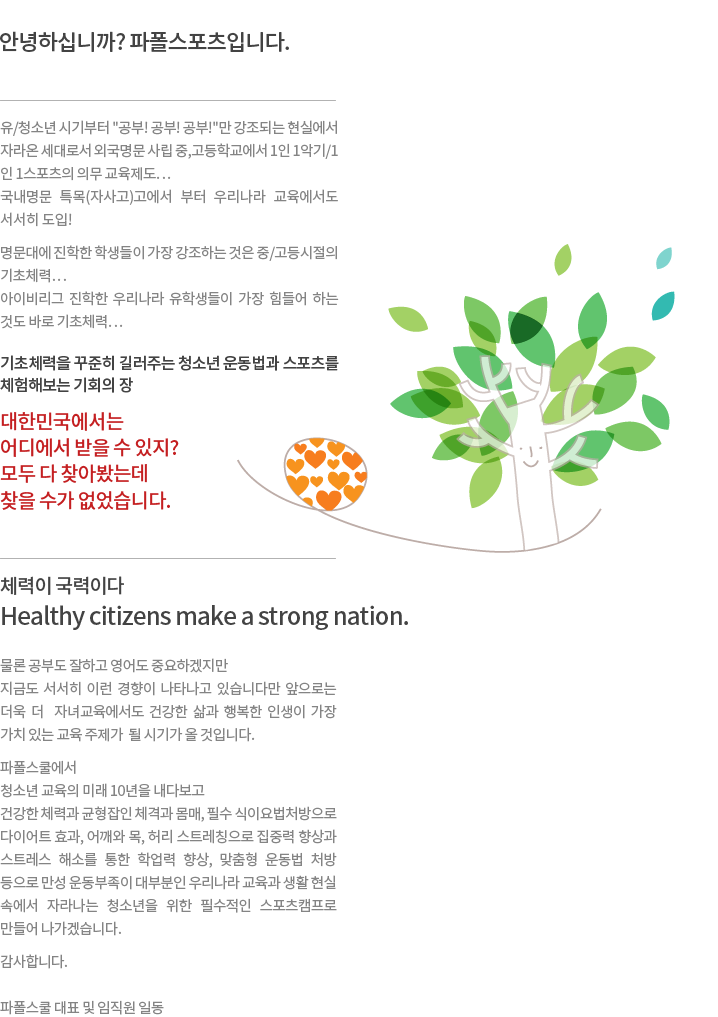 안녕하십니까? 파폴스포츠입니다.
유/청소년 시기부터 "공부! 공부! 공부!"만 강조되는 현실에서
자라온 세대로서 외국명문 사립 중,고등학교에서 1인 1악기/1
인 1스포츠의 의무 교육제도. . .
국내명문 특목(자사고)고에서 부터 우리나라 교육에서도
서서히 도입!
명문대에 진학한 학생들이 가장 강조하는 것은 중/고등시절의
기초체력. . .
아이비리그 진학한 우리나라 유학생들이 가장 힘들어 하는
것도 바로 기초체력. . .
기초체력을 꾸준히 길러주는 청소년 운동법과 스포츠를
체험해보는 기회의 장
대한민국에서는
어디에서 받을 수 있지?
모두 다 찾아봤는데
찾을 수가 없었습니다.
체력이 국력이다
Healthy citizens make a strong nation.
물론 공부도 잘하고 영어도 중요하겠지만
지금도 서서히 이런 경향이 나타나고 있습니다만 앞으로는
더욱 더 자녀교육에서도 건강한 삶과 행복한 인생이 가장
가치 있는 교육 주제가 될 시기가 올 것입니다.
파폴스쿨에서
청소년 교육의 미래 10년을 내다보고
건강한 체력과 균형잡인 체격과 몸매, 필수 식이요법처방으로
다이어트 효과, 어깨와 목, 허리 스트레칭으로 집중력 향상과
스트레스 해소를 통한 학업력 향상, 맞춤형 운동법 처방
등으로 만성 운동부족이 대부분인 우리나라 교육과 생활 현실
속에서 자라나는 청소년을 위한 필수적인 스포츠캠프로
만들어 나가겠습니다.
감사합니다.
파폴스쿨 대표 및 임직원 일동